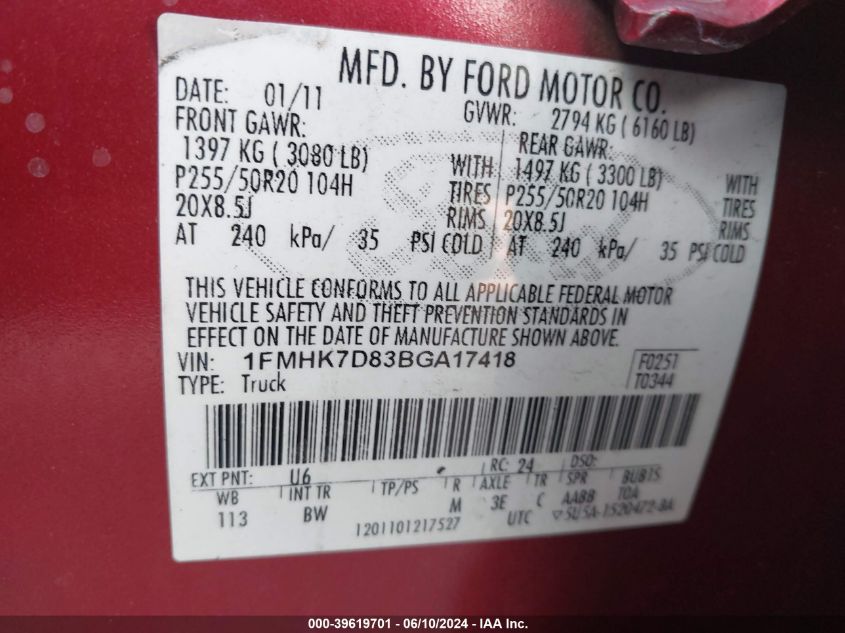 MFD. BY FORD MOTOR CO.
DATE: 01/11 GVWR: 2794 KG ( 6160 LB)
FRONT GAWR: REAR GAWR:
1397 KG ( 3080 LB) WITH 1497 KG ( 3300 LB) WITH
P255/50R20 104H TIRES P255/50R20 104H TIRES
20X8.5J RIMS 20X8.5J RIMS
AT 240 kPa/ 35 PSI COLD AT 240 kPa/ 35 PSI COLD
THIS VEHICLE CONFORMS TO ALL APPLICABLE FEDERAL MOTOR
VEHICLE SAFETY AND THEFT PREVENTION STANDARDS IN
EFFECT ON THE DATE OF MANUFACTURE SHOWN ABOVE.
VIN: 1FMHK7D83BGA17418 F0251
TYPE: Truck T0344
EXT PNT: U6 RC: 24 DSO:
WB INT TR TP/PS R AXLE TR SPR BUBTS
113 BW M 3E C AABB TOA
1201101217527 UTC
000-39619701 - 06/10/2024 - IAA Inc.